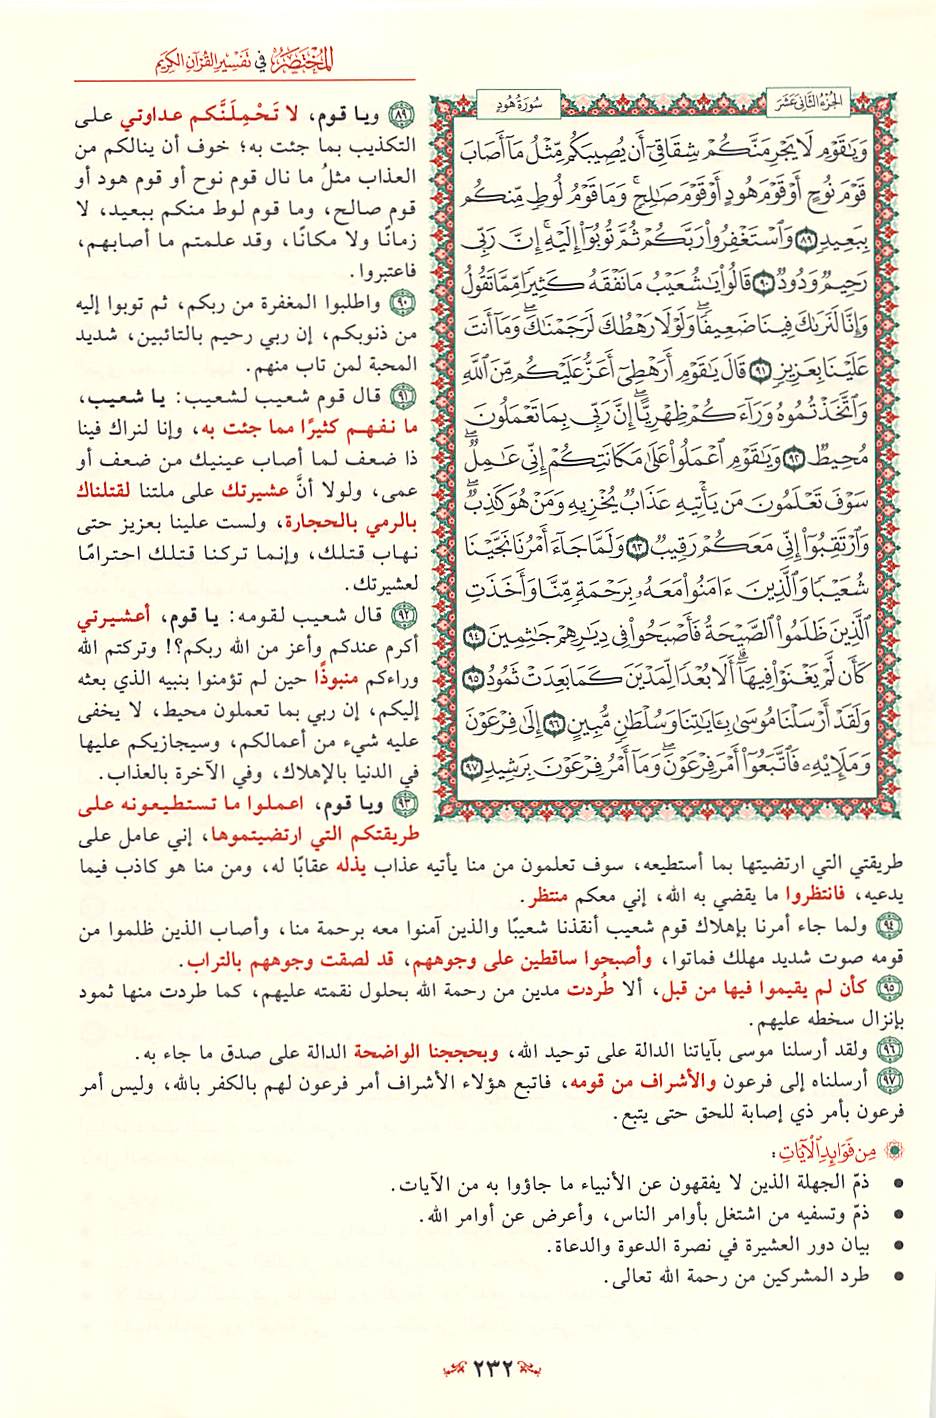 المختصر في تفسير القرآن الكريم
الجزء الثاني عشر
سورة هود
وَيَٰقَوْمِ لَا يَجْرِمَنَّكُمْ شِقَاقِيٓ أَن يُصِيبَكُم مِّثْلُ مَآ أَصَابَ
قَوْمَ نُوحٍ أَوْ قَوْمَ هُودٍ أَوْ قَوْمَ صَٰلِحٍ ۚ وَمَا قَوْمُ لُوطٍ مِّنكُم
بِبَعِيدٍ ٨٩ وَٱسْتَغْفِرُوا۟ رَبَّكُمْ ثُمَّ تُوبُوٓا۟ إِلَيْهِ ۚ إِنَّ رَبِّي
رَحِيمٌ وَدُودٌ ٩٠ قَالُوا۟ يَٰشُعَيْبُ مَا نَفْقَهُ كَثِيرًا مِّمَّا تَقُولُ
وَإِنَّا لَنَرَىٰكَ فِينَا ضَعِيفًا ۖ وَلَوْلَا رَهْطُكَ لَرَجَمْنَٰكَ ۖ وَمَآ أَنتَ
عَلَيْنَا بِعَزِيزٍ ٩١ قَالَ يَٰقَوْمِ أَرَهْطِيٓ أَعَزُّ عَلَيْكُم مِّنَ ٱللَّهِ
وَٱتَّخَذْتُمُوهُ وَرَآءَكُمْ ظِهْرِيًّا ۖ إِنَّ رَبِّي بِمَا تَعْمَلُونَ
مُحِيطٌ ٩٢ وَيَٰقَوْمِ ٱعْمَلُوا۟ عَلَىٰ مَكَانَتِكُمْ إِنِّي عَٰمِلٌ ۖ
سَوْفَ تَعْلَمُونَ مَن يَأْتِيهِ عَذَابٌ يُخْزِيهِ وَمَنْ هُوَ كَٰذِبٌ ۖ
وَٱرْتَقِبُوٓا۟ إِنِّي مَعَكُمْ رَقِيبٌ ٩٣ وَلَمَّا جَآءَ أَمْرُنَا نَجَّيْنَا
شُعَيْبًا وَٱلَّذِينَ ءَامَنُوا۟ مَعَهُۥ بِرَحْمَةٍ مِّنَّا وَأَخَذَتِ
ٱلَّذِينَ ظَلَمُوا۟ ٱلصَّيْحَةُ فَأَصْبَحُوا۟ فِي دِيَٰرِهِمْ جَٰثِمِينَ ٩٤
كَأَن لَّمْ يَغْنَوْا۟ فِيهَآ ۗ أَلَا بُعْدًا لِّمَدْيَنَ كَمَا بَعِدَتْ ثَمُودُ ٩٥
وَلَقَدْ أَرْسَلْنَا مُوسَىٰ بِـَٔايَٰتِنَا وَسُلْطَٰنٍ مُّبِينٍ ٩٦ إِلَىٰ فِرْعَوْنَ
وَمَلَإِي۟هِۦ فَٱتَّبَعُوٓا۟ أَمْرَ فِرْعَوْنَ ۖ وَمَآ أَمْرُ فِرْعَوْنَ بِرَشِيدٍ ٩٧
٨٩ ويا قوم، لا تَحْمِلَنَّكم عداوتي على
التكذيب بما جئت به؛ خوف أن ينالكم من
العذاب مثلُ ما نال قوم نوح أو قوم هود أو
قوم صالح، وما قوم لوط منكم ببعيد، لا
زمانًا ولا مكانًا، وقد علمتم ما أصابهم،
فاعتبروا.
٩٠ واطلبوا المغفرة من ربكم، ثم توبوا إليه
من ذنوبكم، إن ربي رحيم بالتائبين، شديد
المحبة لمن تاب منهم.
٩١ قال قوم شعيب لشعيب: يا شعيب،
ما نفهم كثيرًا مما جئت به، وإنا لنراك فينا
ذا ضعف لما أصاب عينيك من ضعف أو
عمى، ولولا أنَّ عشيرتك على ملتنا لقتلناك
بالرمي بالحجارة، ولست علينا بعزيز حتى
نهاب قتلك، وإنما تركنا قتلك احترامًا
لعشيرتك.
٩٢ قال شعيب لقومه: يا قوم، أعشيرتي
أكرم عندكم وأعز من الله ربكم؟! وتركتم الله
وراءكم منبوذًا حين لم تؤمنوا بنبيه الذي بعثه
إليكم، إن ربي بما تعملون محيط، لا يخفى
عليه شيء من أعمالكم، وسيجازيكم عليها
في الدنيا بالإهلاك، وفي الآخرة بالعذاب.
٩٣ ويا قوم، اعملوا ما تستطيعونه على
طريقتكم التي ارتضيتموها، إني عامل على
طريقتي التي ارتضيتها بما أستطيعه، سوف تعلمون من منا يأتيه عذاب يذله عقابًا له، ومن منا هو كاذب فيما
يدعيه، فانتظروا ما يقضي به الله، إني معكم منتظر.
٩٤ ولما جاء أمرنا بإهلاك قوم شعيب أنقذنا شعيبًا والذين آمنوا معه برحمة منا، وأصاب الذين ظلموا من
قومه صوت شديد مهلك فماتوا، وأصبحوا ساقطين على وجوههم، قد لصقت وجوههم بالتراب.
٩٥ كأن لم يقيموا فيها من قبل، ألا طُردت مدين من رحمة الله بحلول نقمته عليهم، كما طردت منها ثمود
بإنزال سخطه عليهم.
٩٦ ولقد أرسلنا موسى بآياتنا الدالة على توحيد الله، وبحججنا الواضحة الدالة على صدق ما جاء به.
٩٧ أرسلناه إلى فرعون والأشراف من قومه، فاتبع هؤلاء الأشراف أمر فرعون لهم بالكفر بالله، وليس أمر
فرعون بأمر ذي إصابة للحق حتى يتبع.
من فوائد الآيات:
• ذمّ الجهلة الذين لا يفقهون عن الأنبياء ما جاؤوا به من الآيات.
• ذمّ وتسفيه من اشتغل بأوامر الناس، وأعرض عن أوامر الله.
• بيان دور العشيرة في نصرة الدعوة والدعاة.
• طرد المشركين من رحمة الله تعالى.
٢٣٢